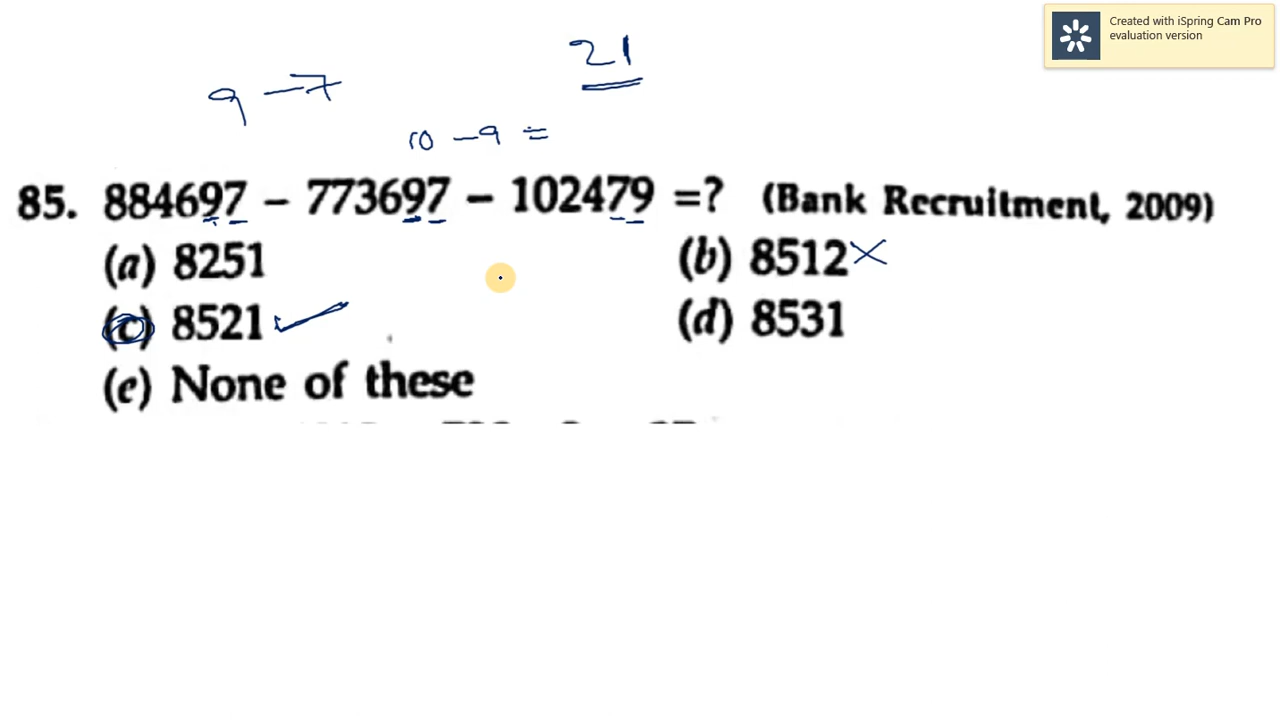 Created with iSpring Cam Pro
evaluation version
21
9 - 7
10 - 9 =
85. 884697 – 773697 – 102479 =? (Bank Recruitment, 2009)
(a) 8251 (b) 8512
(c) 8521 (d) 8531
(e) None of these